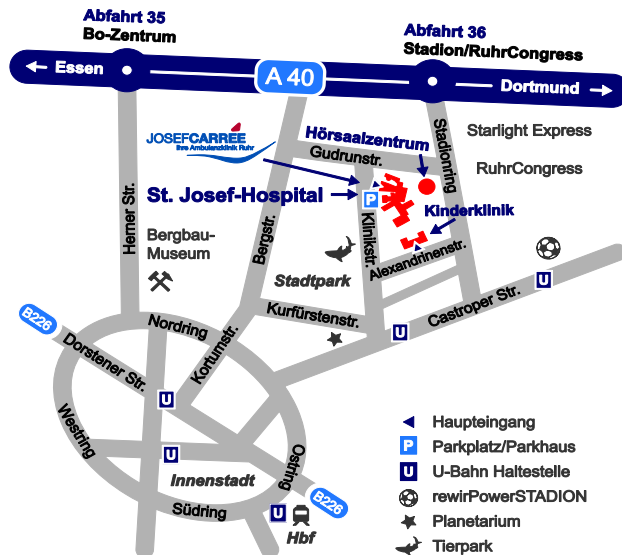 Abfahrt 35
Bo-Zentrum
Abfahrt 36
Stadion/RuhrCongress
Essen
A 40
Dortmund
JOSEFCARREE
Ihre Ambulanzklinik Ruhr
Hörsaalzentrum
Gudrunstr.
Stadionring
Starlight Express
RuhrCongress
St. Josef-Hospital
P
Kinderklinik
Herner Str.
Bergstr.
Klinikstr.
Bergbau-
Museum
Alexandrinenstr.
Stadtpark
U
Castroper Str.
Kurfürstenstr.
U
B226
Nordring
Dorstener Str.
Kortumstr.
U
Westring
U
Innenstadt
Ostring
B226
Südring
U
Hbf
Haupteingang
P Parkplatz/Parkhaus
U U-Bahn Haltestelle
rewirPowerSTADION
Planetarium
Tierpark